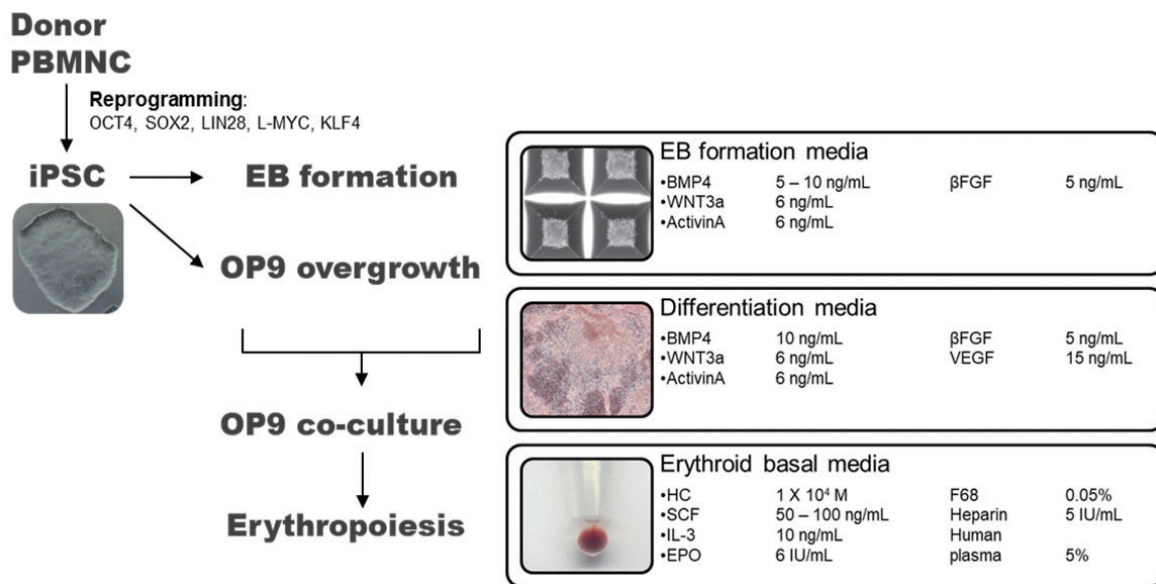 Donor
PBMNC
Reprogramming:
OCT4, SOX2, LIN28, L-MYC, KLF4
iPSC
EB formation
OP9 overgrowth
OP9 co-culture
Erythropoiesis
EB formation media
•BMP4 5 – 10 ng/mL βFGF 5 ng/mL
•WNT3a 6 ng/mL
•ActivinA 6 ng/mL
Differentiation media
•BMP4 10 ng/mL βFGF 5 ng/mL
•WNT3a 6 ng/mL VEGF 15 ng/mL
•ActivinA 6 ng/mL
Erythroid basal media
•HC 1 X 10⁴ M F68 0.05%
•SCF 50 – 100 ng/mL Heparin 5 IU/mL
•IL-3 10 ng/mL Human
•EPO 6 IU/mL plasma 5%